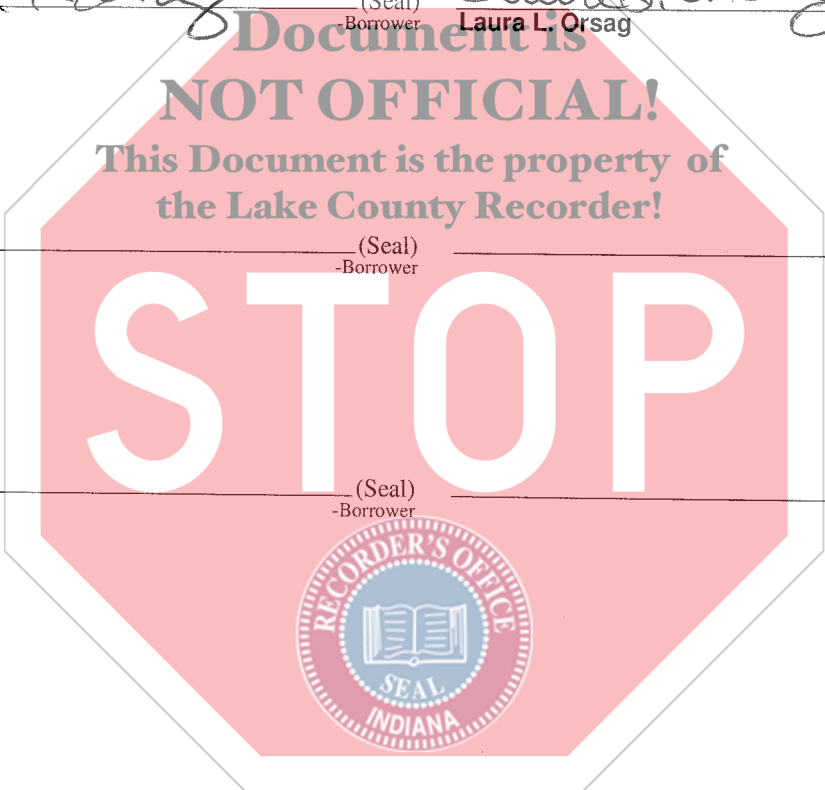 (Seal)
-Borrower Laura L. Orsag
Document is
NOT OFFICIAL!
This Document is the property of
the Lake County Recorder!
(Seal)
-Borrower
STOP
(Seal)
-Borrower
RECORDER'S OFFICE
SEAL
INDIANA